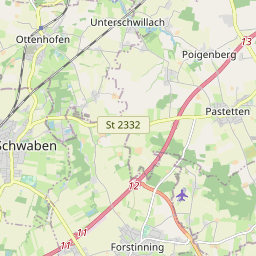 Unterschwillach
Ottenhofen
13
Poigenberg
Pastetten
St 2332
Schwaben
12
11
11
Forstinning